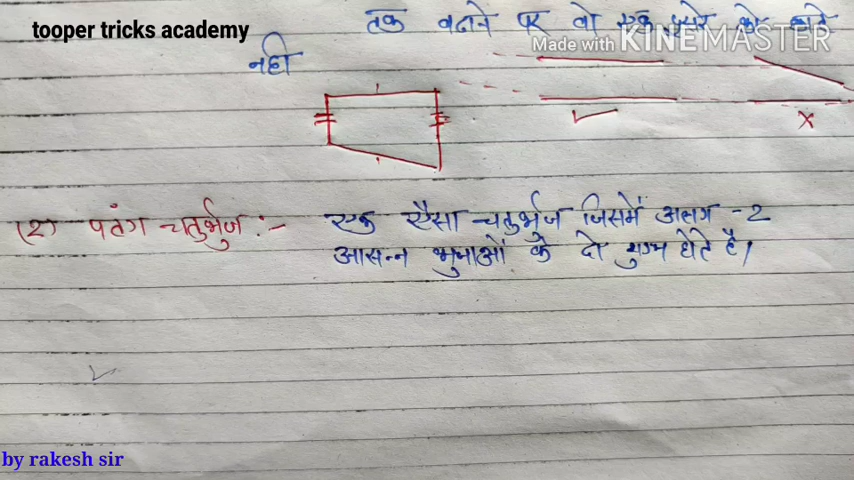 tooper tricks academy
तक बढाने पर वो एक दूसरे को काटे
Made with KINEMASTER
नही
(2) पतंग चतुर्भुज :- एक ऐसा चतुर्भुज जिसमें अलग -2
आसन्न भुजाओं के दो युग्म होते है।
by rakesh sir